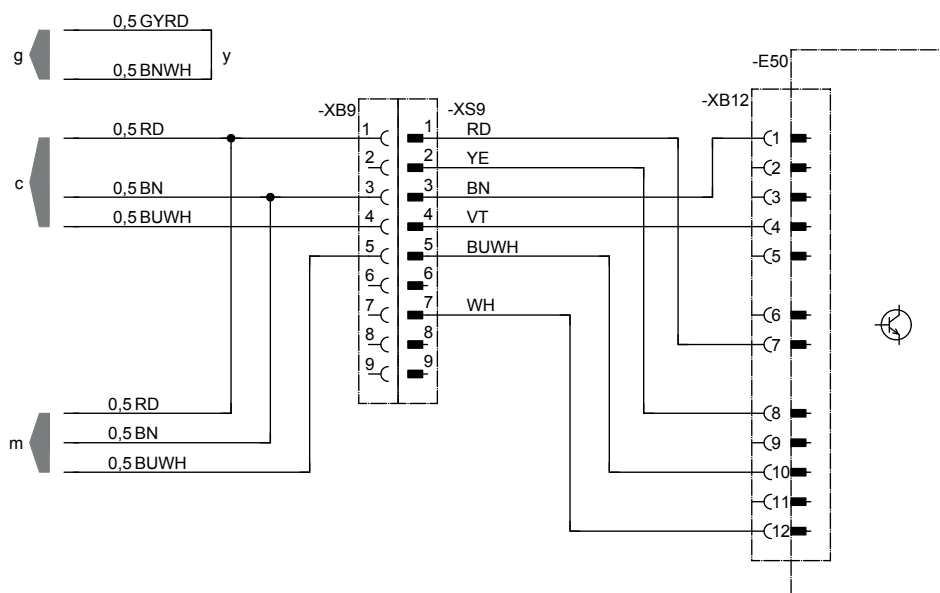 0,5 GYRD
g
y
0,5 BNWH
-E50
-XB9
-XS9
-XB12
0,5 RD
1
1
RD
1
2
2
YE
2
c
0,5 BN
3
3
BN
3
0,5 BUWH
4
4
VT
4
5
5
BUWH
5
6
6
7
7
WH
6
8
8
7
9
9
0,5 RD
8
m
0,5 BN
9
0,5 BUWH
10
11
12